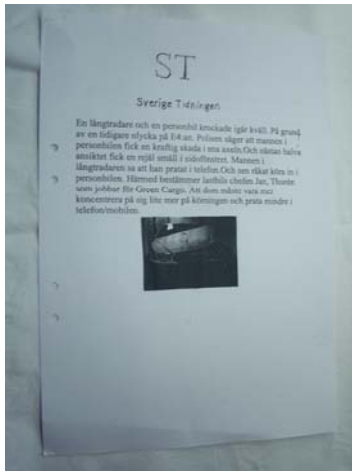 ST
Sverige Tidningen
En långtradare och en personbil krockade igår kväll. På grund
av en tidigare olycka på E4:an. Polisen säger att mannen i
personbilen fick en kraftig skada i sna axeln.Och nästan halva
ansiktet fick en rejäl smäll i sidofönstret. Mannen i
långtradaren sa att han pratat i telefon.Och sen råkat köra in i
personbilen. Härmed bestämmer lastbils chefen Jan, Thorén
som jobbar för Green Cargo. Att dom måste vara mer
koncentrera på sig lite mer på körningen och prata mindre i
telefon/mobilen.